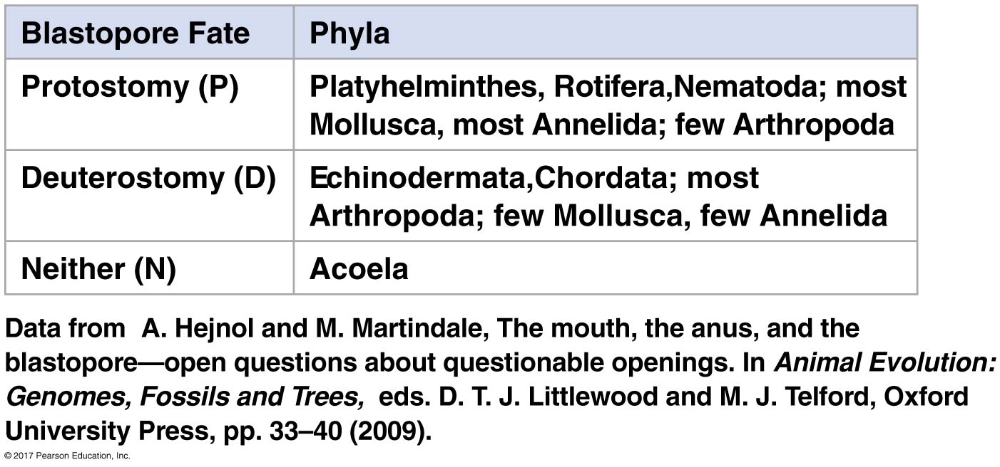 Blastopore Fate Phyla
Protostomy (P) Platyhelminthes, Rotifera,Nematoda; most
Mollusca, most Annelida; few Arthropoda
Deuterostomy (D) Echinodermata,Chordata; most
Arthropoda; few Mollusca, few Annelida
Neither (N) Acoela
Data from A. Hejnol and M. Martindale, The mouth, the anus, and the
blastopore—open questions about questionable openings. In Animal Evolution:
Genomes, Fossils and Trees, eds. D. T. J. Littlewood and M. J. Telford, Oxford
University Press, pp. 33–40 (2009).
© 2017 Pearson Education, Inc.